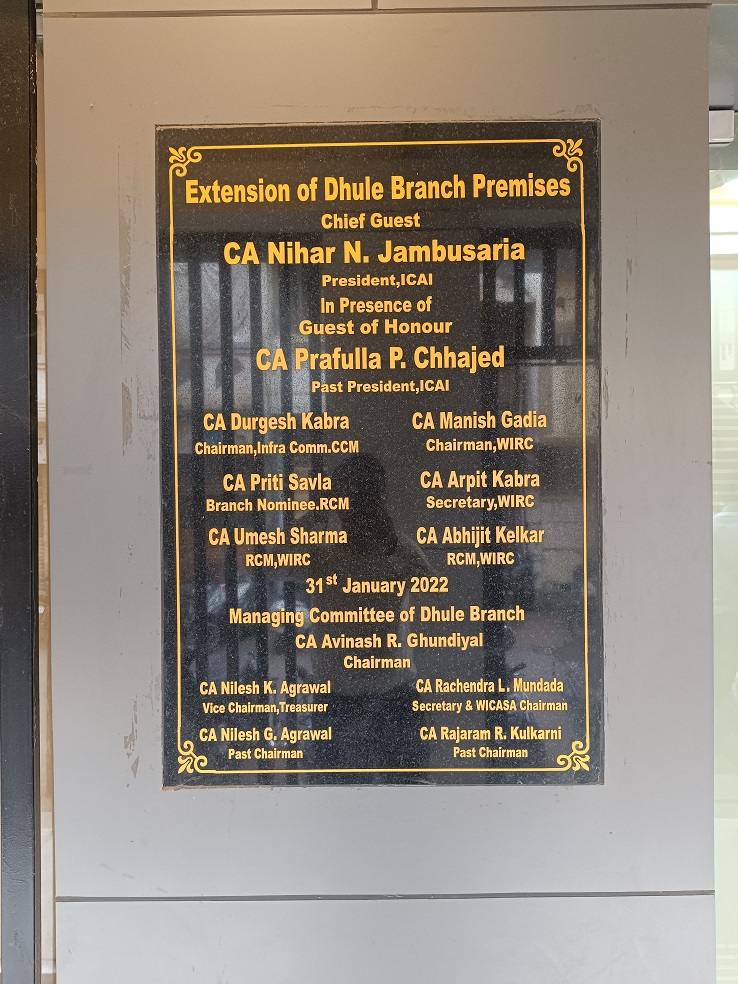 Extension of Dhule Branch Premises
Chief Guest
CA Nihar N. Jambusaria
President,ICAI
In Presence of
Guest of Honour
CA Prafulla P. Chhajed
Past President,ICAI
CA Durgesh Kabra
Chairman,Infra Comm.CCM
CA Manish Gadia
Chairman,WIRC
CA Priti Savla
Branch Nominee.RCM
CA Arpit Kabra
Secretary,WIRC
CA Umesh Sharma
RCM,WIRC
CA Abhijit Kelkar
RCM,WIRC
31st January 2022
Managing Committee of Dhule Branch
CA Avinash R. Ghundiyal
Chairman
CA Nilesh K. Agrawal
Vice Chairman,Treasurer
CA Rachendra L. Mundada
Secretary & WICASA Chairman
CA Nilesh G. Agrawal
Past Chairman
CA Rajaram R. Kulkarni
Past Chairman